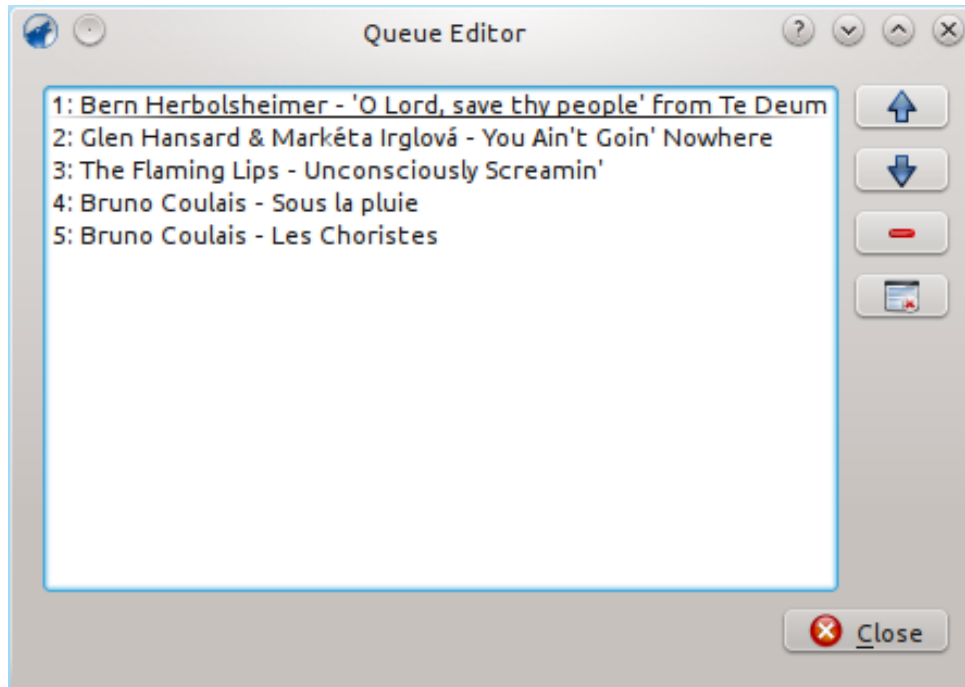 Queue Editor
1: Bern Herbolsheimer - 'O Lord, save thy people' from Te Deum
2: Glen Hansard & Markéta Irglová - You Ain't Goin' Nowhere
3: The Flaming Lips - Unconsciously Screamin'
4: Bruno Coulais - Sous la pluie
5: Bruno Coulais - Les Choristes
Close